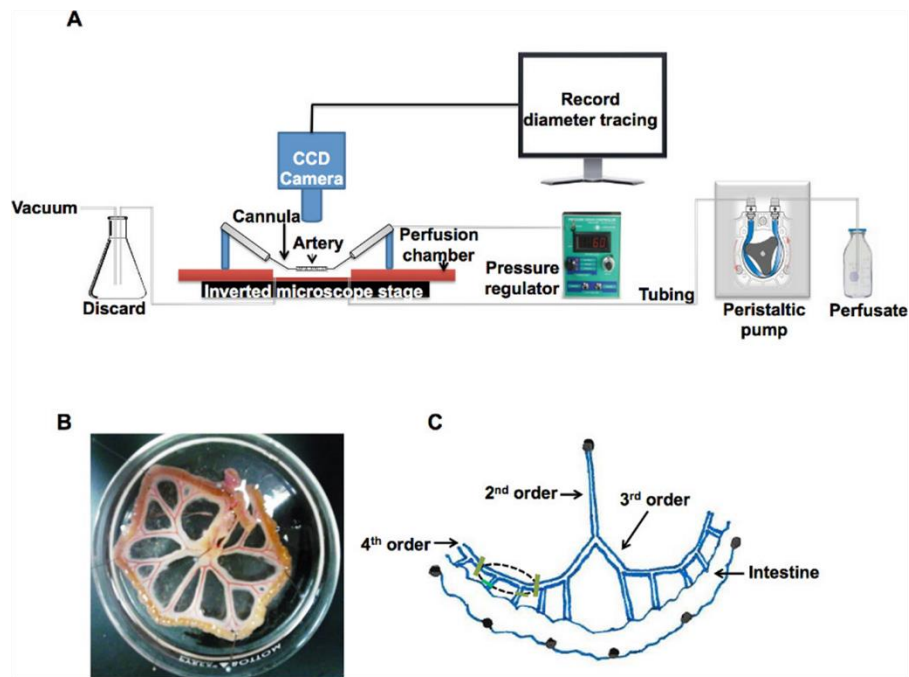 A
Record
diameter tracing
CCD
Camera
Vacuum
Cannula
Artery
Perfusion
chamber
60
Pressure
regulator
Inverted microscope stage
Discard
Tubing
Peristaltic
pump
Perfusate
B
C
2nd order
3rd order
4th order
Intestine